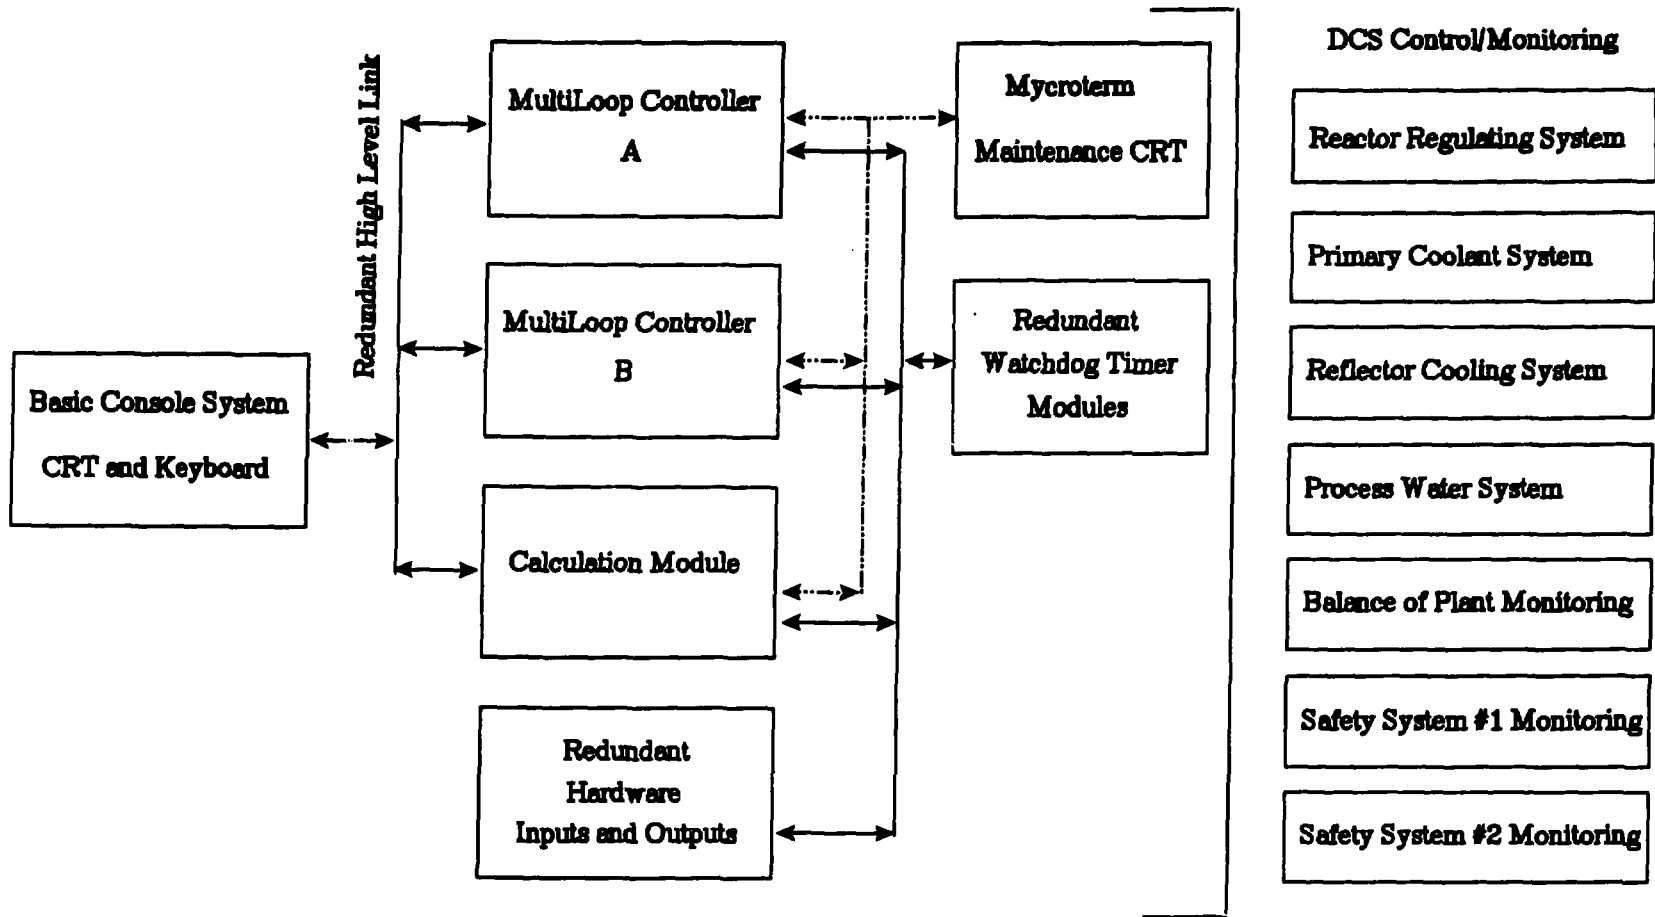 Basic Console System
CRT and Keyboard
Redundant High Level Link
MultiLoop Controller
A
MultiLoop Controller
B
Calculation Module
Redundant
Hardware
Inputs and Outputs
Mycroterm
Maintenance CRT
Redundant
Watchdog Timer
Modules
DCS Control/Monitoring
Reactor Regulating System
Primary Coolant System
Reflector Cooling System
Process Water System
Balance of Plant Monitoring
Safety System #1 Monitoring
Safety System #2 Monitoring